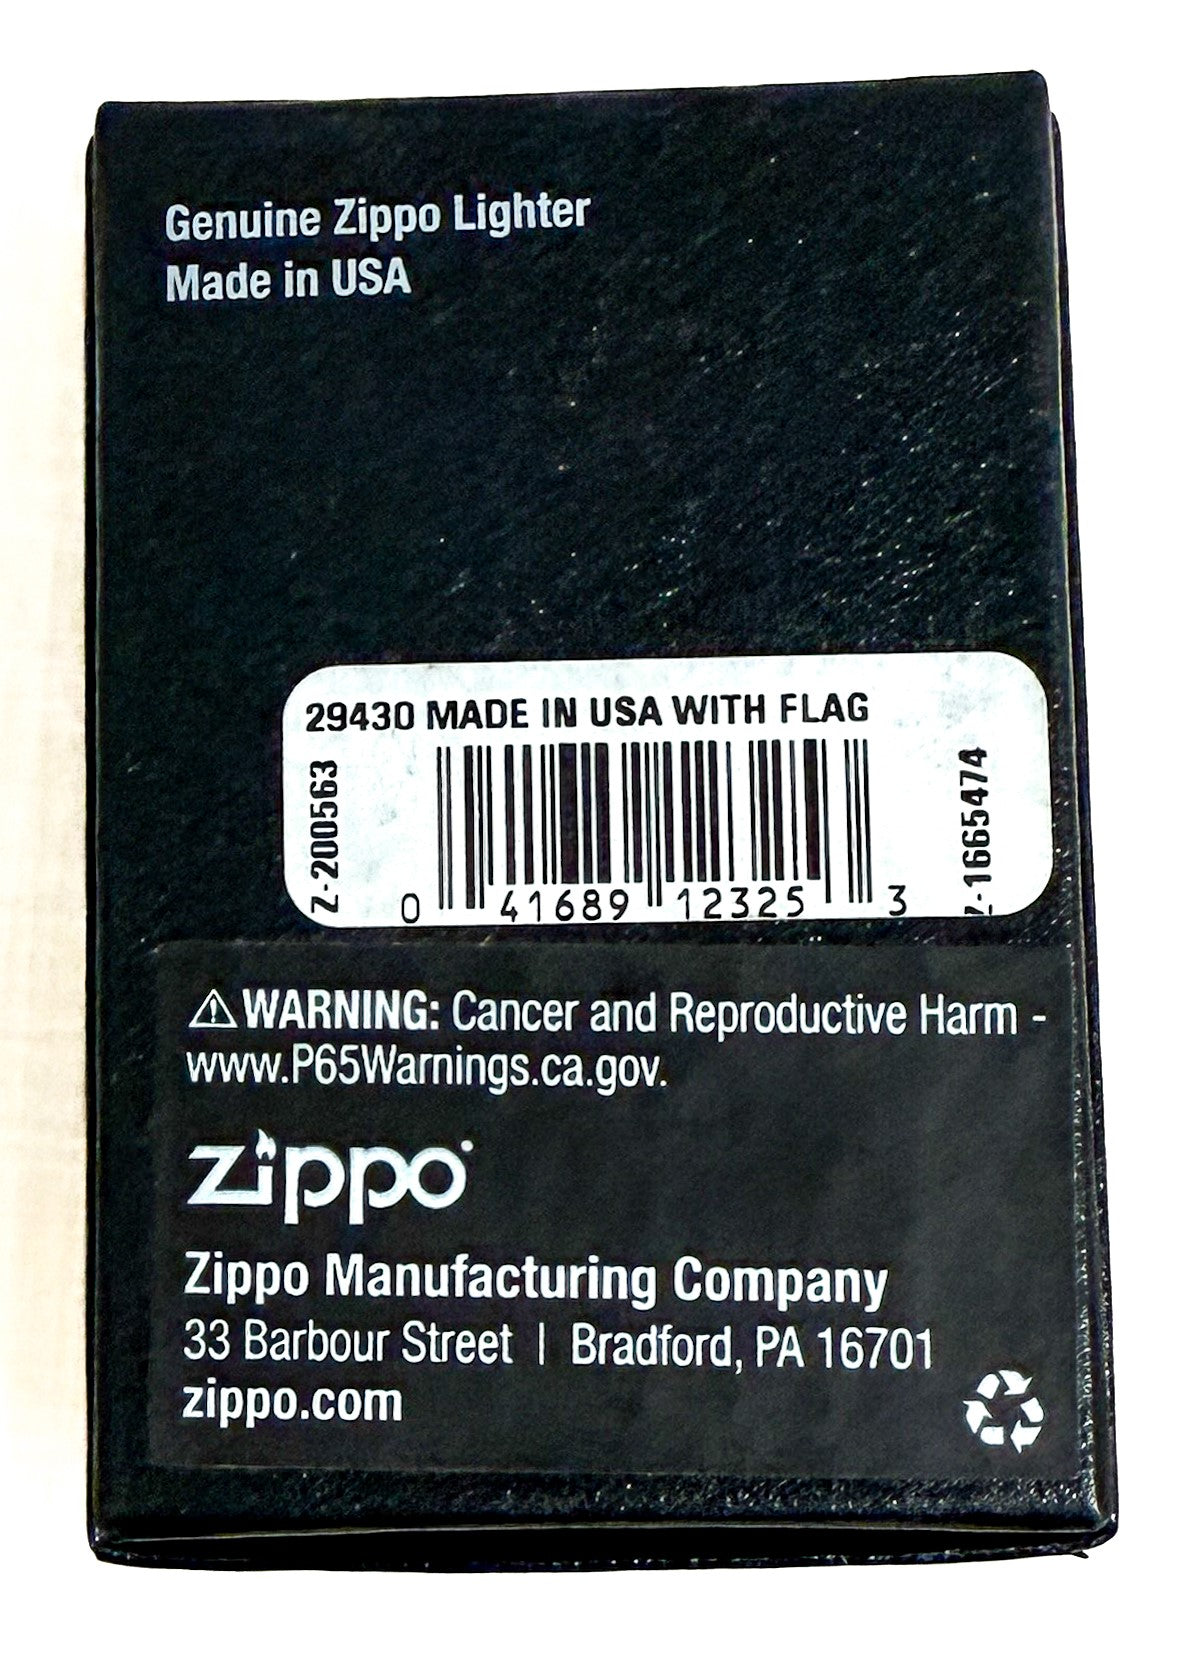 Genuine Zippo Lighter
Made in USA
29430 MADE IN USA WITH FLAG
Z-200563
0 41689 12325 3
Z-1665474
⚠WARNING: Cancer and Reproductive Harm -
www.P65Warnings.ca.gov.
zippo
Zippo Manufacturing Company
33 Barbour Street | Bradford, PA 16701
zippo.com